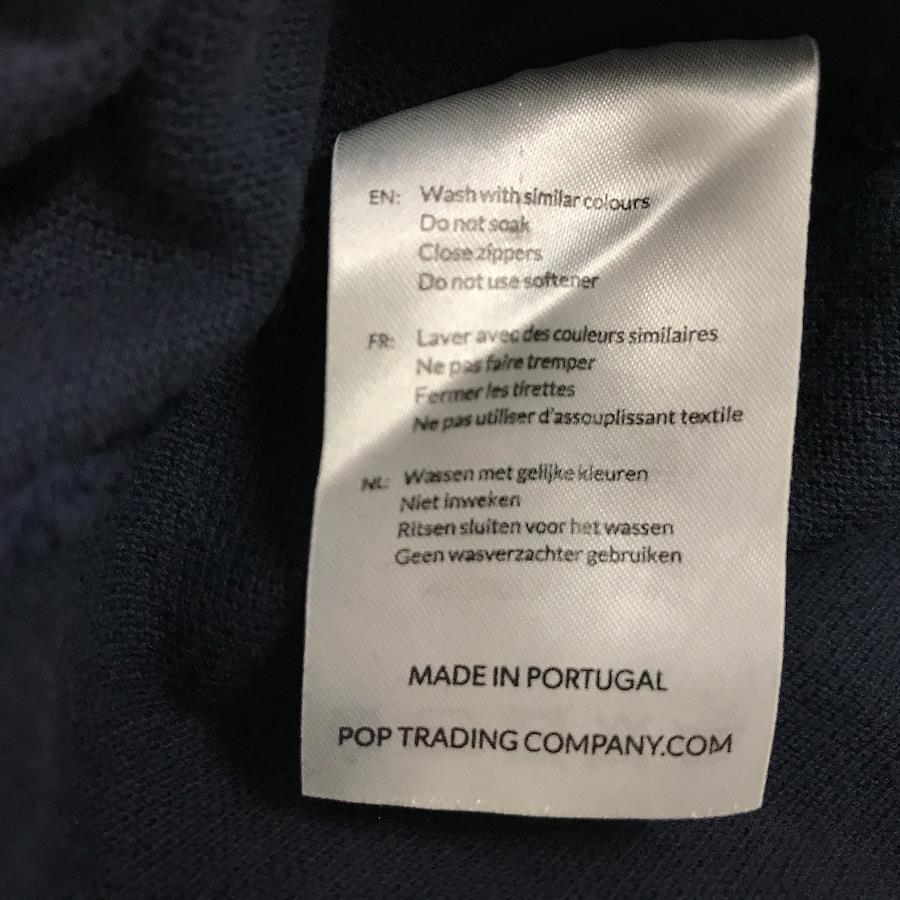 EN: Wash with similar colours
Do not soak
Close zippers
Do not use softener
FR: Laver avec des couleurs similaires
Ne pas faire tremper
Fermer les tirettes
Ne pas utiliser d'assouplissant textile
NL: Wassen met gelijke kleuren
Niet inweken
Ritsen sluiten voor het wassen
Geen wasverzachter gebruiken
MADE IN PORTUGAL
POP TRADING COMPANY.COM